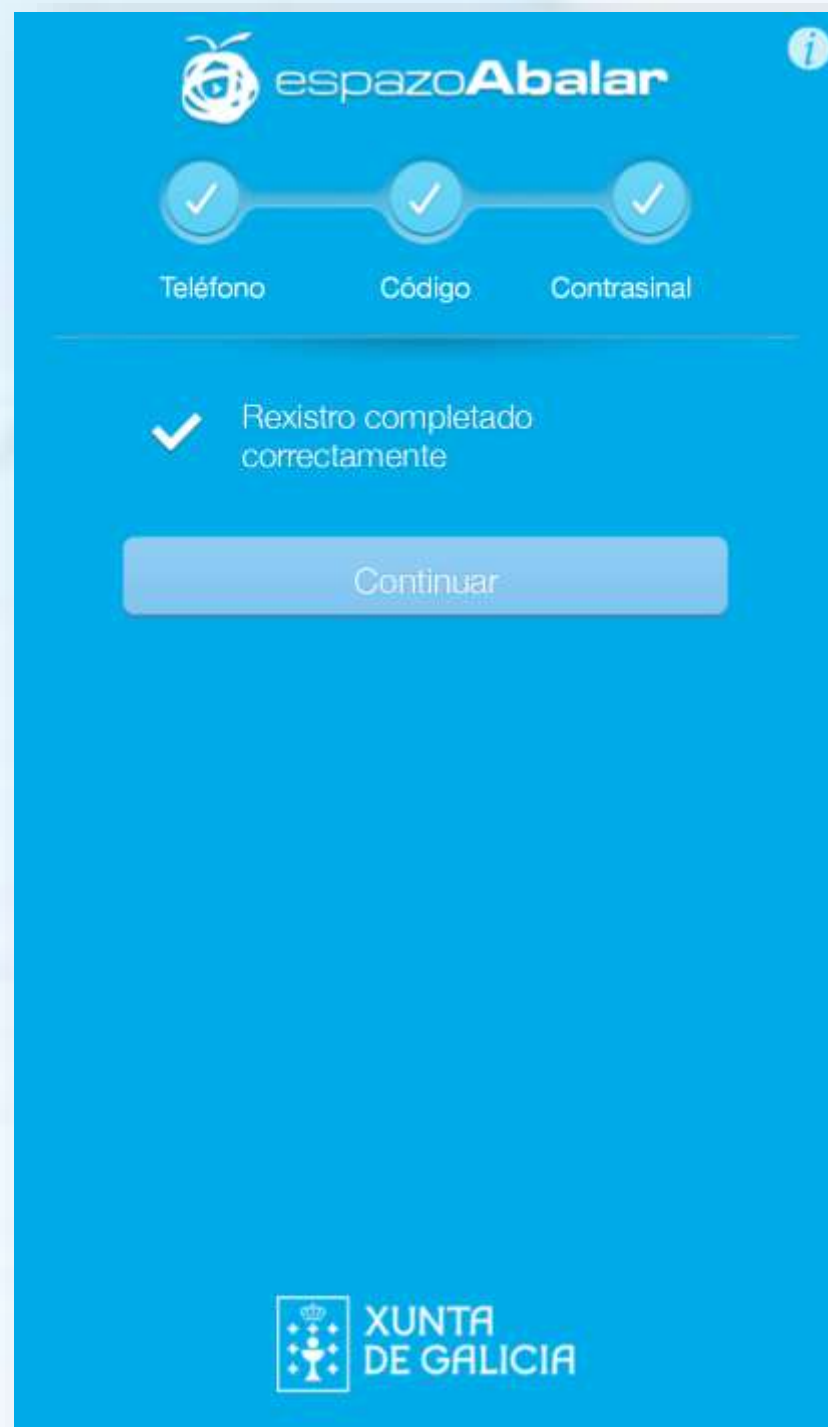 espazoAbalar
i
Teléfono Código Contrasinal
Rexistro completado
correctamente
Continuar
XUNTA
DE GALICIA